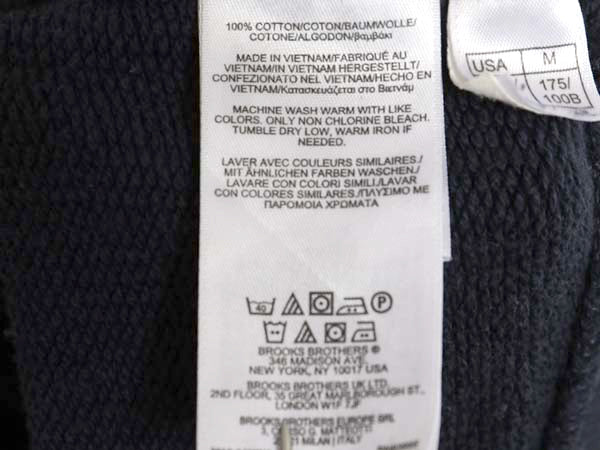 100% COTTON/COTON/BAUMWOLLE/
COTONE/ALGODON/βαμβάκι
MADE IN VIETNAM/FABRIQUÉ AU
VIETNAM/IN VIETNAM HERGESTELLT/
CONFEZIONATO NEL VIETNAM/HECHO EN
VIETNAM/Κατασκευάζεται στο Βιετνάμ
MACHINE WASH WARM WITH LIKE
COLORS. ONLY NON CHLORINE BLEACH.
TUMBLE DRY LOW, WARM IRON IF
NEEDED.
LAVER AVEC COULEURS SIMILAIRES./
MIT ÄHNLICHEN FARBEN WASCHEN./
LAVARE CON COLORI SIMILI./LAVAR CON
COLORES SIMILARES./ΠΛΥΣΙΜΟ ΜΕ
ΠΑΡΟΜΟΙΑ ΧΡΩΜΑΤΑ
40 P
BROOKS BROTHERS ®
346 MADISON AVE.
NEW YORK, NY 10017 USA
BROOKS BROTHERS UK LTD.
2ND FLOOR, 35 GREAT MARLBOROUGH ST.,
LONDON W1F 7JF
BROOKS BROTHERS EUROPE SRL
3, C SO G. MATTEOTTI
MILAN | ITALY
USA M
175/
100B